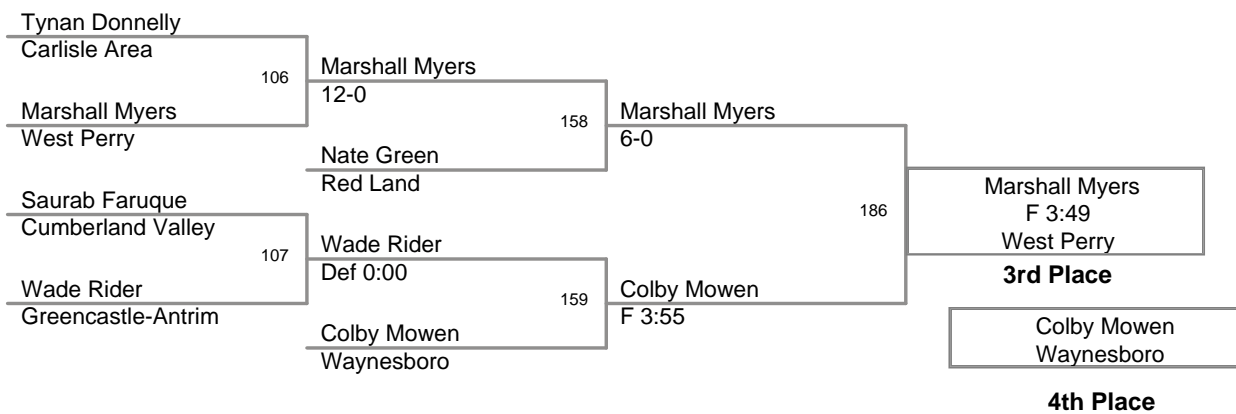 Tynan Donnelly
Carlisle Area
106
Marshall Myers
12-0
Marshall Myers
West Perry
158
Marshall Myers
6-0
Nate Green
Red Land
Saurab Faruque
Cumberland Valley
186
Marshall Myers
F 3:49
West Perry
3rd Place
107
Wade Rider
Def 0:00
Wade Rider
Greencastle-Antrim
159
Colby Mowen
F 3:55
Colby Mowen
Waynesboro
Colby Mowen
Waynesboro
4th Place